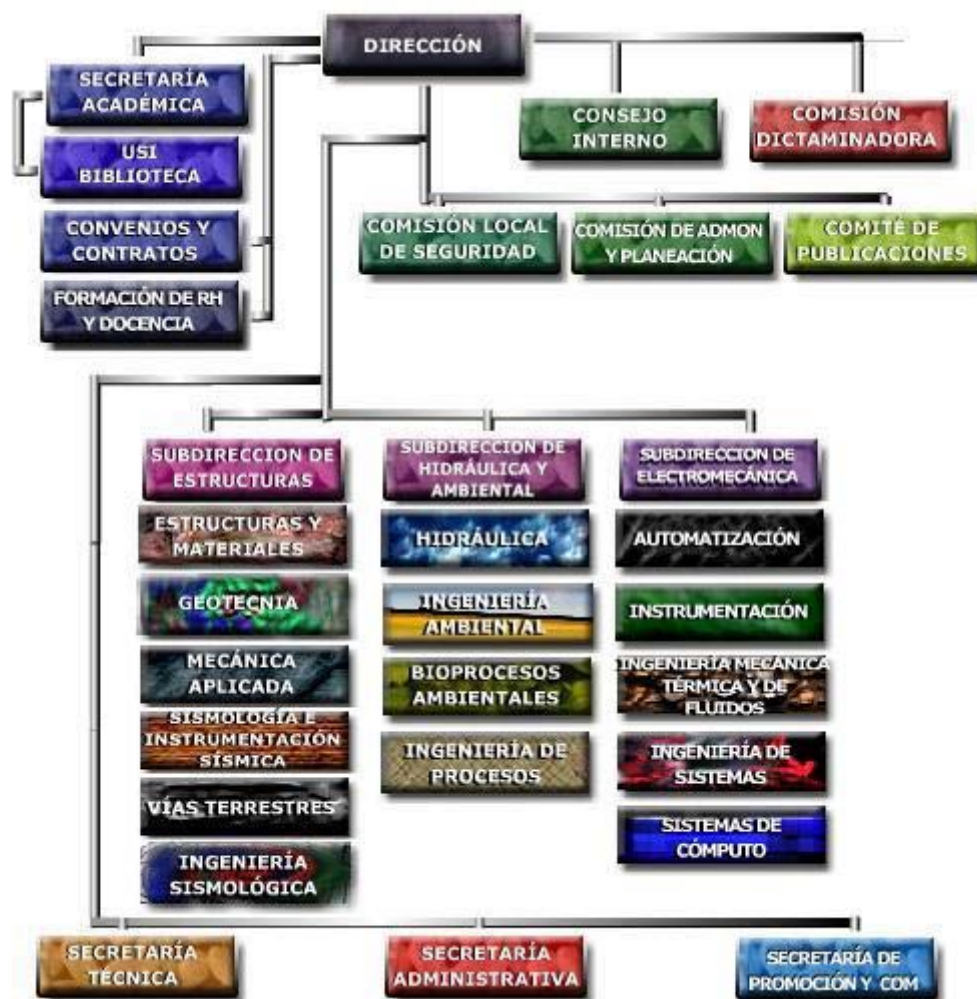 DIRECCIÓN
SECRETARÍA
ACADÉMICA
USI
BIBLIOTECA
CONVENIOS Y
CONTRATOS
FORMACIÓN DE RH
Y DOCENCIA
CONSEJO
INTERNO
COMISIÓN
DICTAMINADORA
COMISIÓN LOCAL
DE SEGURIDAD
COMISIÓN DE ADMON
Y PLANEACIÓN
COMITÉ DE
PUBLICACIONES
SUBDIRECCION DE
ESTRUCTURAS
ESTRUCTURAS Y
MATERIALES
GEOTECNIA
MECÁNICA
APLICADA
SISMOLOGÍA E
INSTRUMENTACIÓN
SÍSMICA
VÍAS TERRESTRES
INGENIERÍA
SISMOLÓGICA
SUBDIRECCION DE
HIDRÁULICA Y
AMBIENTAL
HIDRÁULICA
INGENIERÍA
AMBIENTAL
BIOPROCESOS
AMBIENTALES
INGENIERÍA DE
PROCESOS
SUBDIRECCION DE
ELECTROMECÁNICA
AUTOMATIZACIÓN
INSTRUMENTACIÓN
INGENIERÍA MECÁNICA
TÉRMICA Y DE
FLUIDOS
INGENIERÍA DE
SISTEMAS
SISTEMAS DE
CÓMPUTO
SECRETARÍA
TÉCNICA
SECRETARÍA
ADMINISTRATIVA
SECRETARÍA DE
PROMOCIÓN Y COM